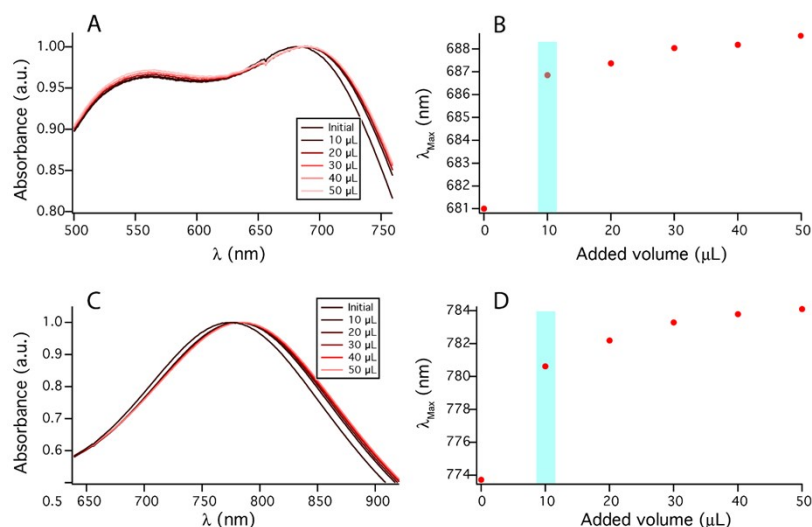 A
Absorbance (a.u.)
1.00
0.95
0.90
0.85
0.80
500
550
600
650
700
750
λ (nm)
Initial
10 µL
20 µL
30 µL
40 µL
50 µL
B
λMax (nm)
688
687
686
685
684
683
682
681
0
10
20
30
40
50
Added volume (µL)
C
Absorbance (a.u.)
1.0
0.9
0.8
0.7
0.6
0.5
650
700
750
800
850
900
λ (nm)
Initial
10 µL
20 µL
30 µL
40 µL
50 µL
D
λMax (nm)
784
782
780
778
776
774
0
10
20
30
40
50
Added volume (µL)